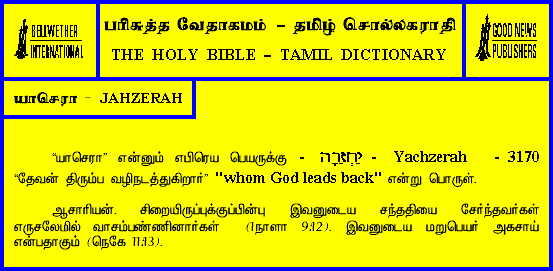 BELLWETHER
INTERNATIONAL
பரிசுத்த வேதாகமம் - தமிழ் சொல்லகராதி
THE HOLY BIBLE – TAMIL DICTIONARY
GOOD NEWS
PUBLISHERS
யாசெரா - JAHZERAH
“யாசெரா” என்னும் எபிரெய பெயருக்கு - יַחְזֵרָה - Yachzerah - 3170
“தேவன் திரும்ப வழிநடத்துகிறார்” "whom God leads back" என்று பொருள்.
ஆசாரியன். சிறையிருப்புக்குப்பின்பு இவனுடைய சந்ததியை சேர்ந்தவர்கள்
எருசலேமில் வாசம்பண்ணினார்கள் (1நாளா 9:12). இவனுடைய மறுபெயர் அகசாய்
என்பதாகும் (நெகே 11:13).